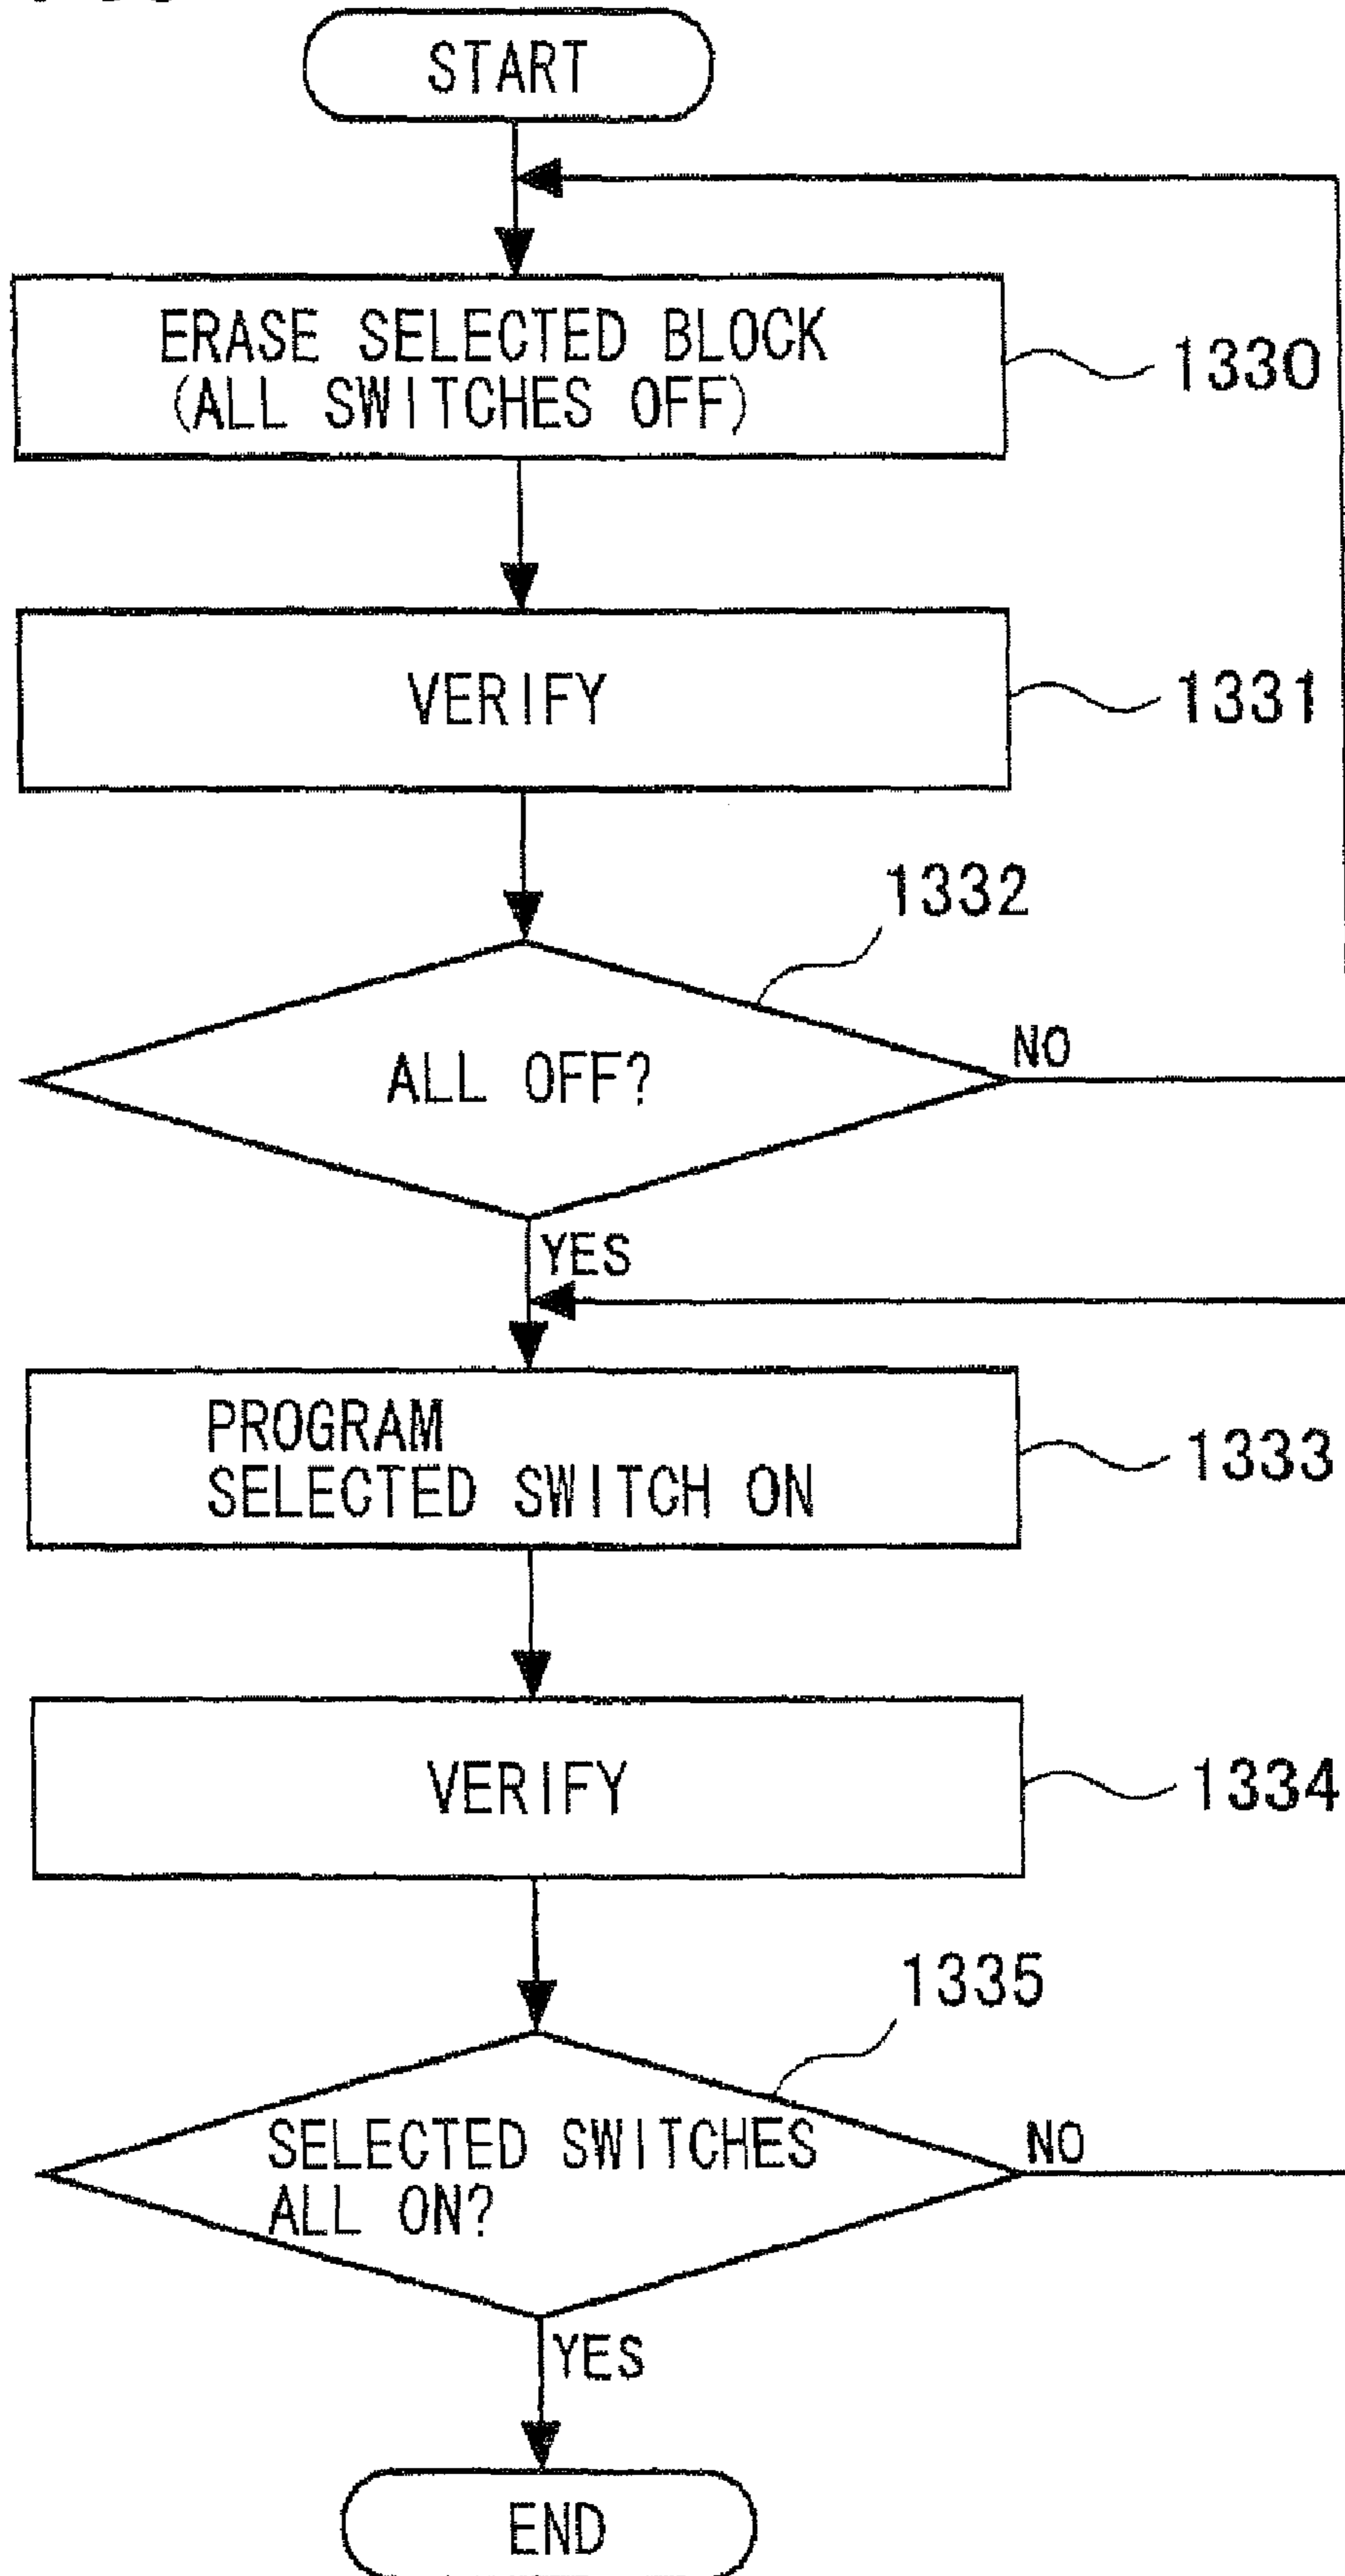 START
ERASE SELECTED BLOCK
(ALL SWITCHES OFF)
1330
VERIFY
1331
1332
ALL OFF?
NO
YES
PROGRAM
SELECTED SWITCH ON
1333
VERIFY
1334
1335
SELECTED SWITCHES
ALL ON?
NO
YES
END